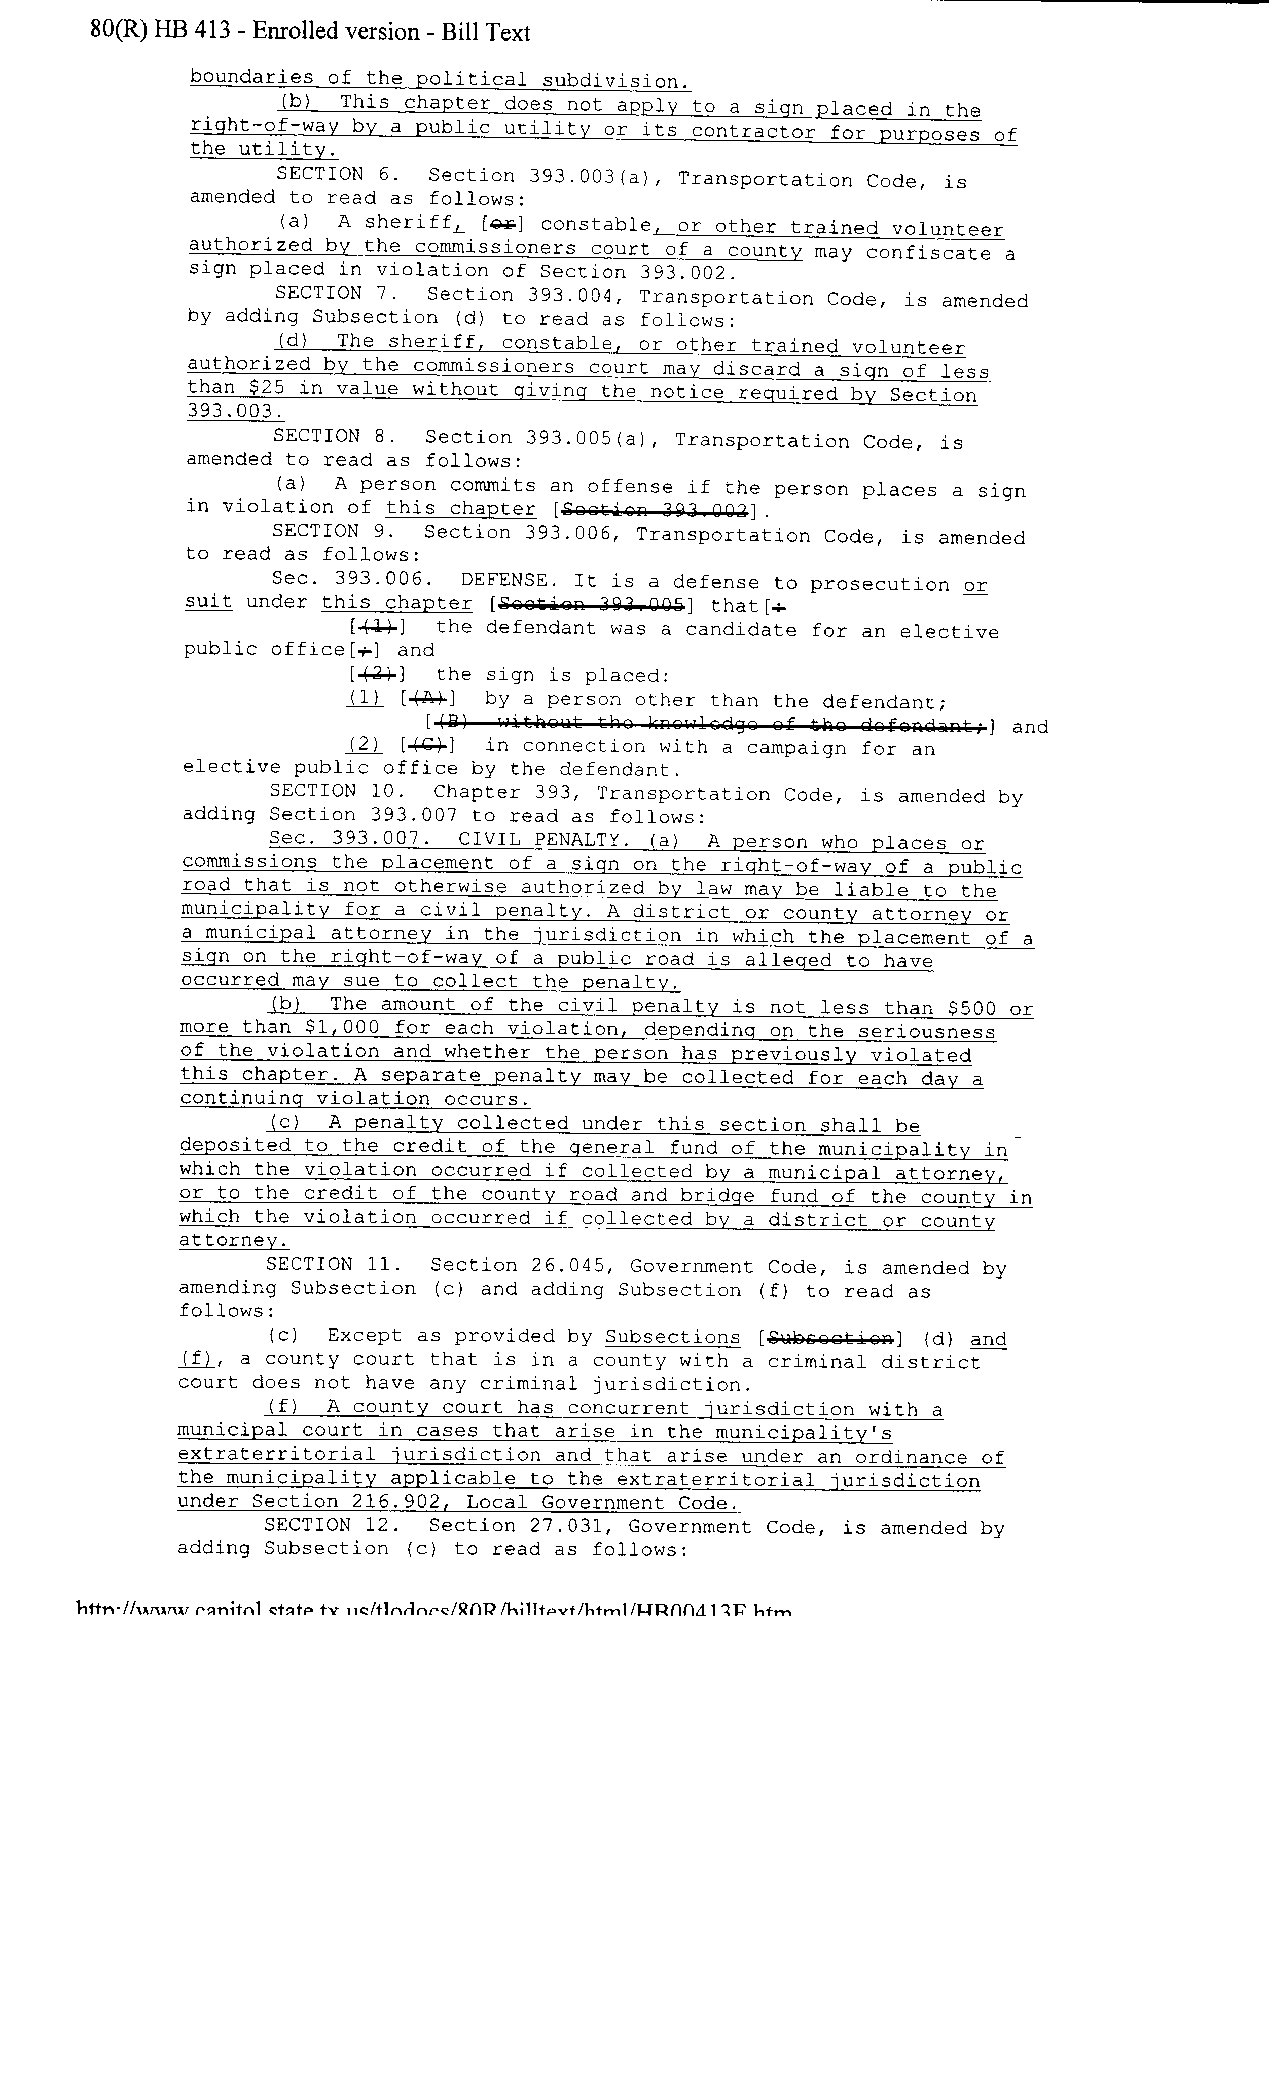 80(R) HB 413 - Enrolled version - Bill Text
boundaries of the political subdivision.
(b) This chapter does not apply to a sign placed in the
right-of-way by a public utility or its contractor for purposes of
the utility.
SECTION 6. Section 393.003(a), Transportation Code, is
amended to read as follows:
(a) A sheriff, [or] constable, or other trained volunteer
authorized by the commissioners court of a county may confiscate a
sign placed in violation of Section 393.002.
SECTION 7. Section 393.004, Transportation Code, is amended
by adding Subsection (d) to read as follows:
(d) The sheriff, constable, or other trained volunteer
authorized by the commissioners court may discard a sign of less
than $25 in value without giving the notice required by Section
393.003.
SECTION 8. Section 393.005(a), Transportation Code, is
amended to read as follows:
(a) A person commits an offense if the person places a sign
in violation of this chapter [Section 393.002].
SECTION 9. Section 393.006, Transportation Code, is amended
to read as follows:
Sec. 393.006. DEFENSE. It is a defense to prosecution or
suit under this chapter [Section 393.005] that[:
[(1)] the defendant was a candidate for an elective
public office[;] and
[(2)] the sign is placed:
(1) [(A)] by a person other than the defendant;
[(B) without the knowledge of the defendant;] and
(2) [(C)] in connection with a campaign for an
elective public office by the defendant.
SECTION 10. Chapter 393, Transportation Code, is amended by
adding Section 393.007 to read as follows:
Sec. 393.007. CIVIL PENALTY. (a) A person who places or
commissions the placement of a sign on the right-of-way of a public
road that is not otherwise authorized by law may be liable to the
municipality for a civil penalty. A district or county attorney or
a municipal attorney in the jurisdiction in which the placement of a
sign on the right-of-way of a public road is alleged to have
occurred may sue to collect the penalty.
(b) The amount of the civil penalty is not less than $500 or
more than $1,000 for each violation, depending on the seriousness
of the violation and whether the person has previously violated
this chapter. A separate penalty may be collected for each day a
continuing violation occurs.
(c) A penalty collected under this section shall be
deposited to the credit of the general fund of the municipality in
which the violation occurred if collected by a municipal attorney,
or to the credit of the county road and bridge fund of the county in
which the violation occurred if collected by a district or county
attorney.
SECTION 11. Section 26.045, Government Code, is amended by
amending Subsection (c) and adding Subsection (f) to read as
follows:
(c) Except as provided by Subsections [Subsection] (d) and
(f), a county court that is in a county with a criminal district
court does not have any criminal jurisdiction.
(f) A county court has concurrent jurisdiction with a
municipal court in cases that arise in the municipality's
extraterritorial jurisdiction and that arise under an ordinance of
the municipality applicable to the extraterritorial jurisdiction
under Section 216.902, Local Government Code.
SECTION 12. Section 27.031, Government Code, is amended by
adding Subsection (c) to read as follows:
http://www.capitol.state.tx.us/tlodocs/80R/billtext/html/HB00413F.htm